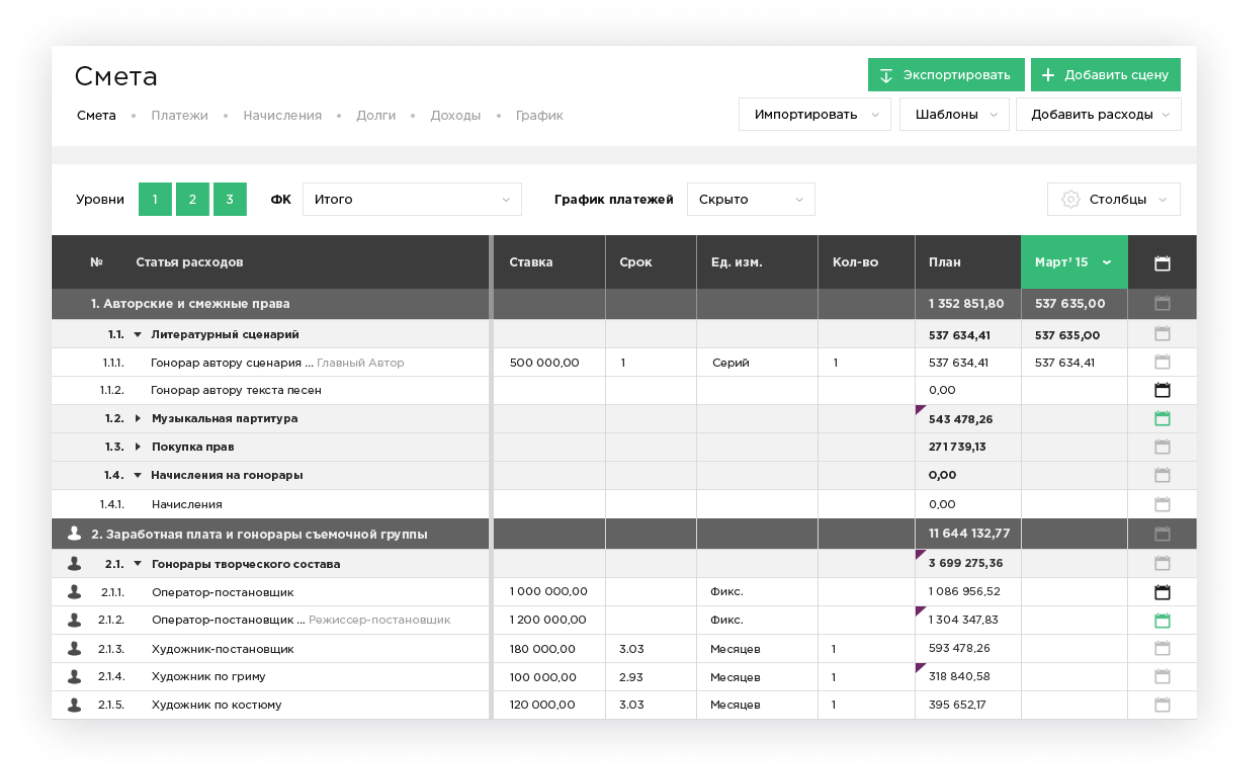 Смета
Экспортировать
Добавить сцену
Смета • Платежи • Начисления • Долги • Доходы • График
Импортировать
Шаблоны
Добавить расходы
Уровни 1 2 3 ФК Итого График платежей Скрыто Столбцы
№ Статья расходов Ставка Срок Ед. изм. Кол-во План Март' 15
1. Авторские и смежные права 1 352 851,80 537 635,00
1.1. Литературный сценарий 537 634,41 537 635,00
1.1.1. Гонорар автору сценария ... Главный Автор 500 000,00 1 Серий 1 537 634,41 537 634,41
1.1.2. Гонорар автору текста песен 0,00
1.2. Музыкальная партитура 543 478,26
1.3. Покупка прав 271 739,13
1.4. Начисления на гонорары 0,00
1.4.1. Начисления 0,00
2. Заработная плата и гонорары съемочной группы 11 644 132,77
2.1. Гонорары творческого состава 3 699 275,36
2.1.1. Оператор-постановщик 1 000 000,00 Фикс. 1 086 956,52
2.1.2. Оператор-постановщик ... Режиссер-постановщик 1 200 000,00 Фикс. 1 304 347,83
2.1.3. Художник-постановщик 180 000,00 3.03 Месяцев 1 593 478,26
2.1.4. Художник по гриму 100 000,00 2.93 Месяцев 1 318 840,58
2.1.5. Художник по костюму 120 000,00 3.03 Месяцев 1 395 652,17